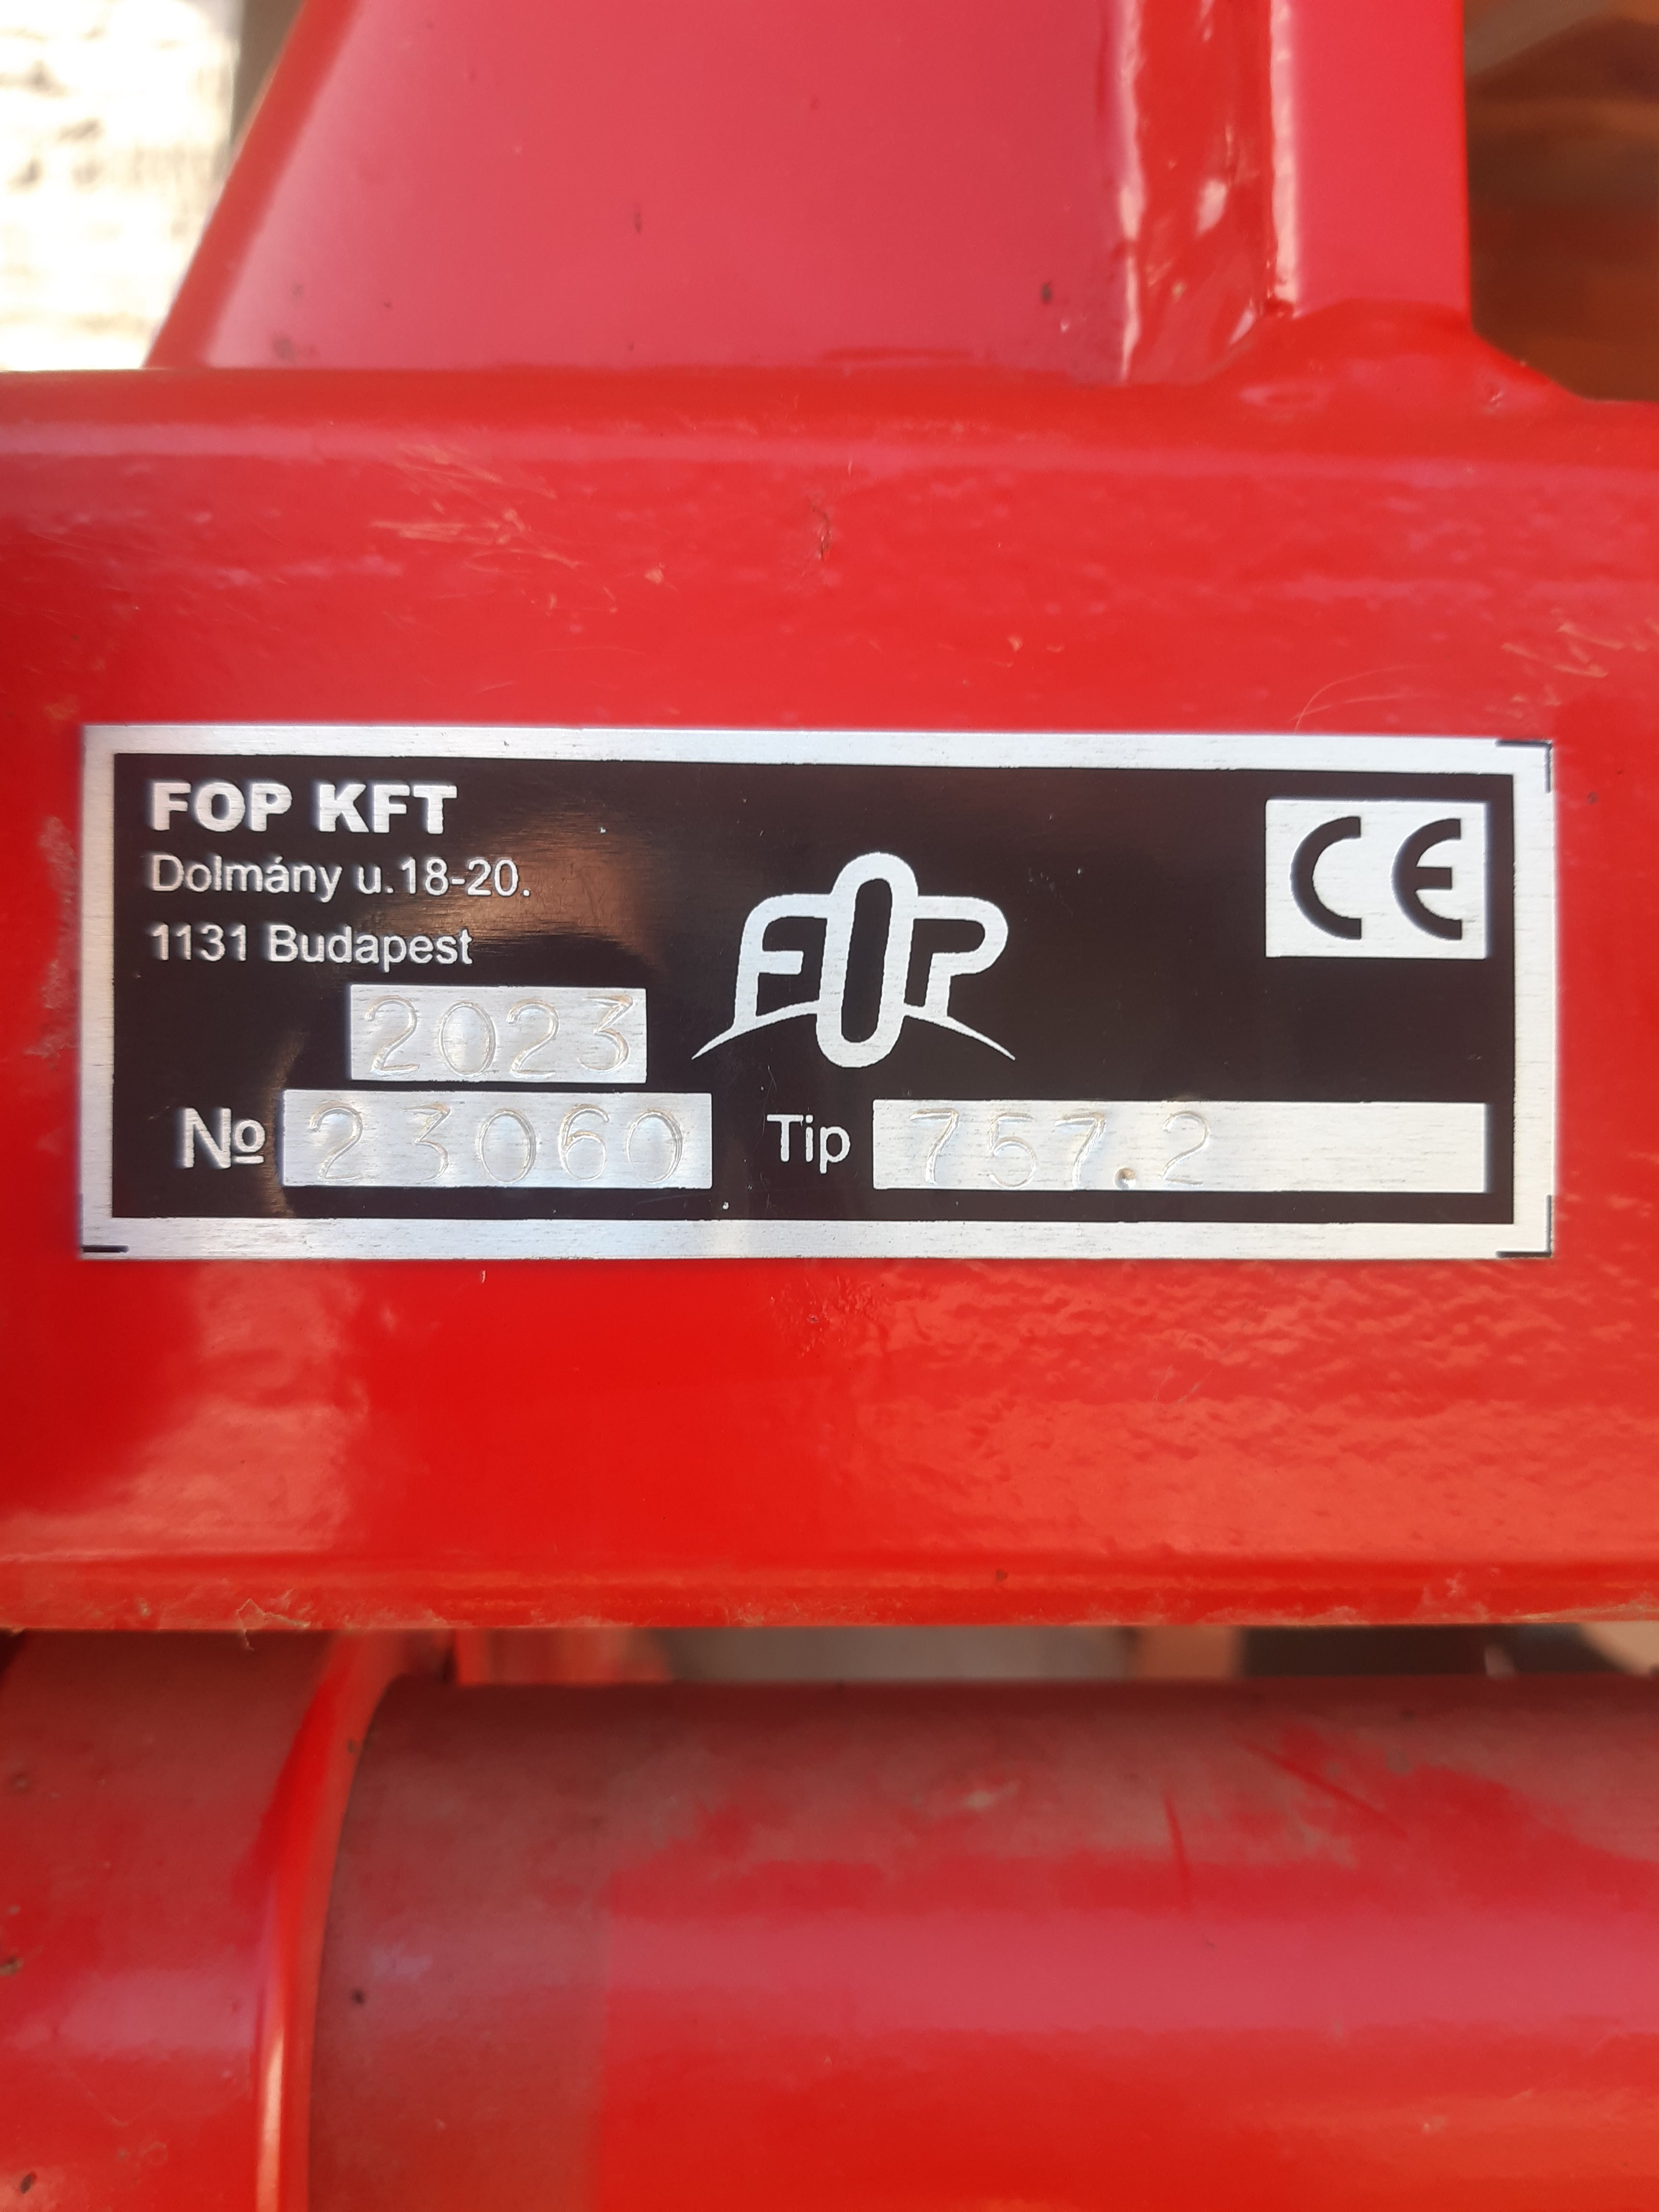 FOP KFT
Dolmány u.18-20.
1131 Budapest
FOP
CE
2023
№ 23060 Tip 757.2